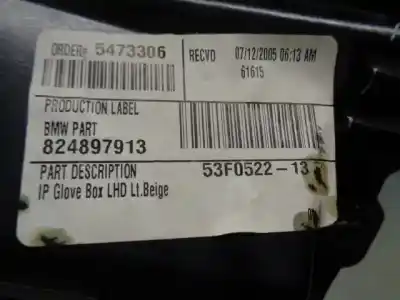 ORDER# 5473306
RECVD 07/12/2005 06:13 AM
61615
PRODUCTION LABEL
BMW PART
824897913
PART DESCRIPTION 53F0522-13
IP Glove Box LHD Lt.Beige